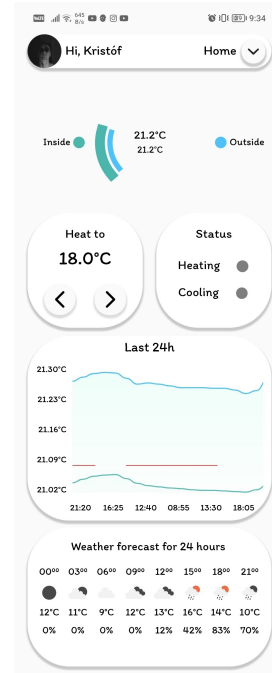 645 B/s 89 9:34
Hi, Kristóf Home
Inside 21.2°C Outside
21.2°C
Heat to
18.0°C
Status
Heating
Cooling
Last 24h
21.30°C
21.23°C
21.16°C
21.09°C
21.02°C
21:20 16:25 12:40 08:55 13:30 18:05
Weather forecast for 24 hours
00⁰⁰ 03⁰⁰ 06⁰⁰ 09⁰⁰ 12⁰⁰ 15⁰⁰ 18⁰⁰ 21⁰⁰
12°C 11°C 9°C 12°C 13°C 16°C 14°C 10°C
0% 0% 0% 0% 12% 42% 83% 70%